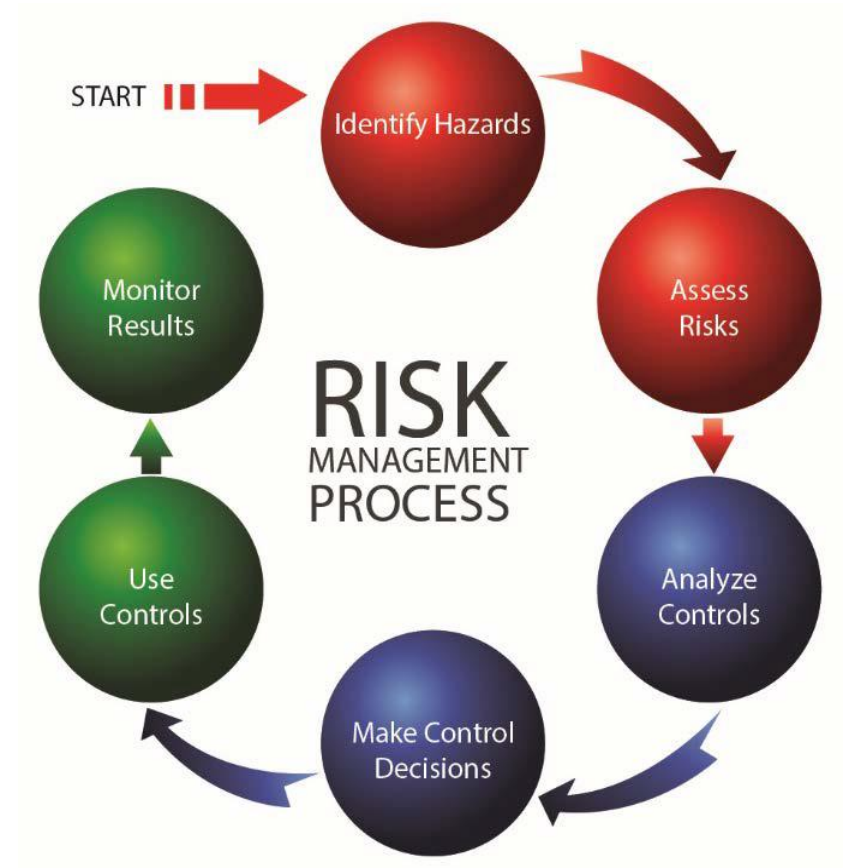 START
Identify Hazards
Assess
Risks
Analyze
Controls
Make Control
Decisions
Use
Controls
Monitor
Results
RISK
MANAGEMENT
PROCESS